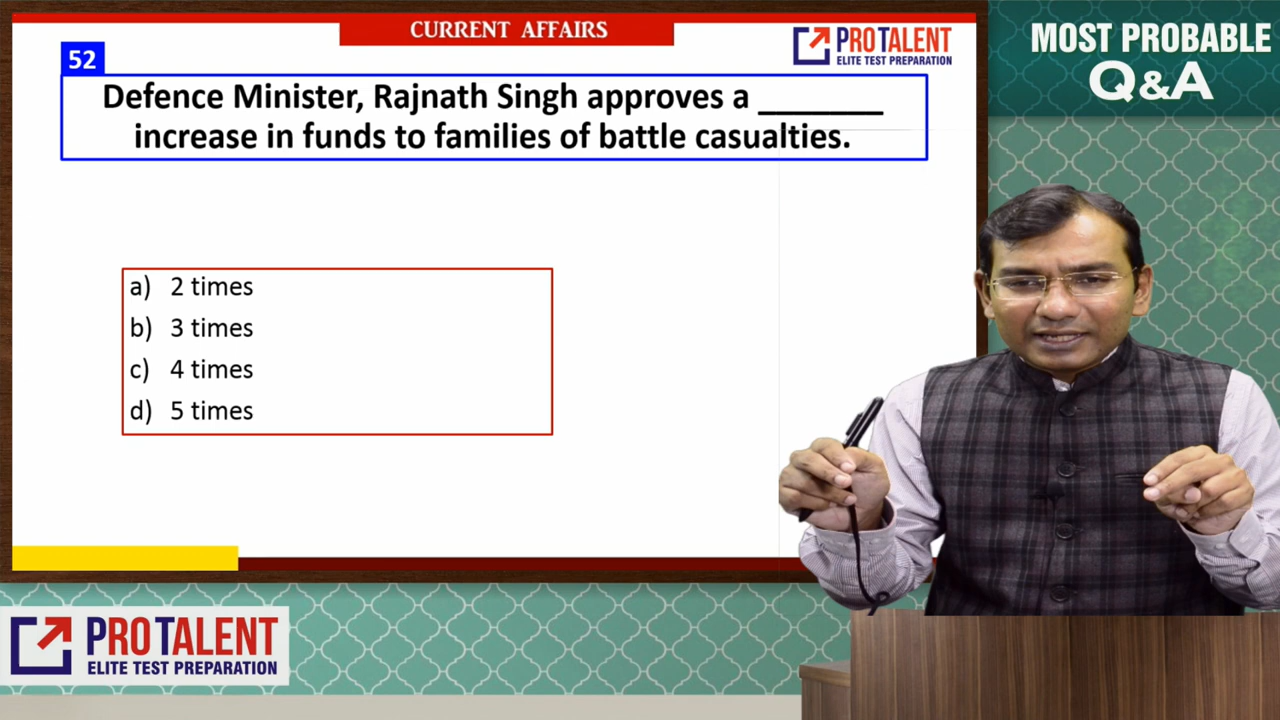 CURRENT AFFAIRS
PROTALENT
ELITE TEST PREPARATION
MOST PROBABLE
Q&A
52
Defence Minister, Rajnath Singh approves a ________
increase in funds to families of battle casualties.
a) 2 times
b) 3 times
c) 4 times
d) 5 times
PROTALENT
ELITE TEST PREPARATION